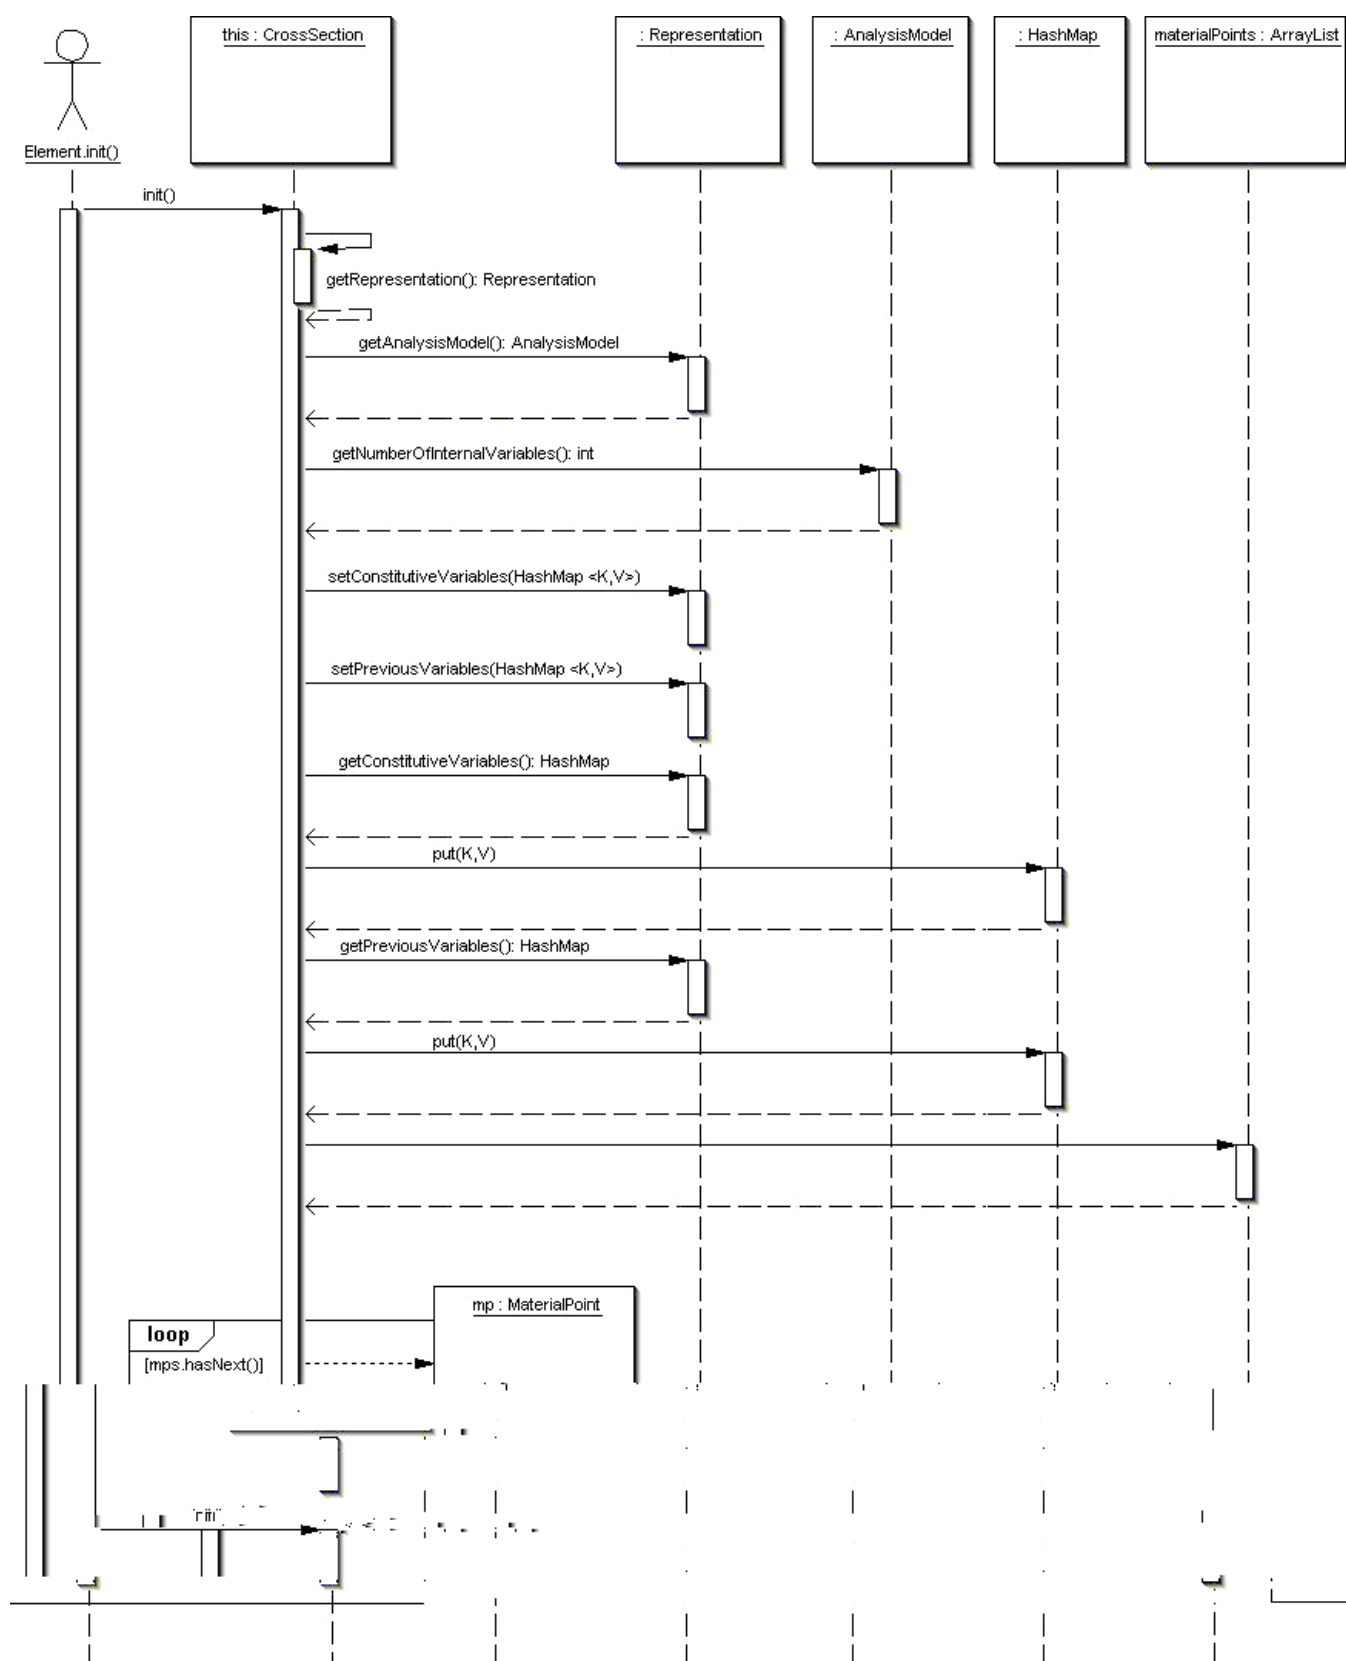 this : CrossSection
: Representation
: AnalysisModel
: HashMap
materialPoints : ArrayList
Element.init()
init()
getRepresentation(): Representation
getAnalysisModel(): AnalysisModel
getNumberOfInternalVariables(): int
setConstitutiveVariables(HashMap <K,V>)
setPreviousVariables(HashMap <K,V>)
getConstitutiveVariables(): HashMap
put(K,V)
getPreviousVariables(): HashMap
put(K,V)
mp : MaterialPoint
loop
[mps.hasNext()]